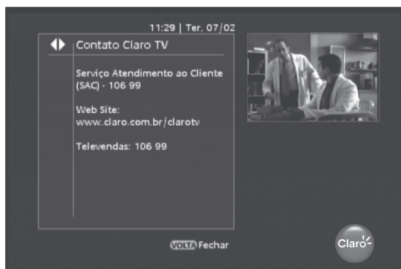 11:29 | Ter, 07/02
Contato Claro TV
Serviço Atendimento ao Cliente
(SAC) - 106 99
Web Site:
www.claro.com.br/clarotv
Televendas: 106 99
VOLTA Fechar
Claro